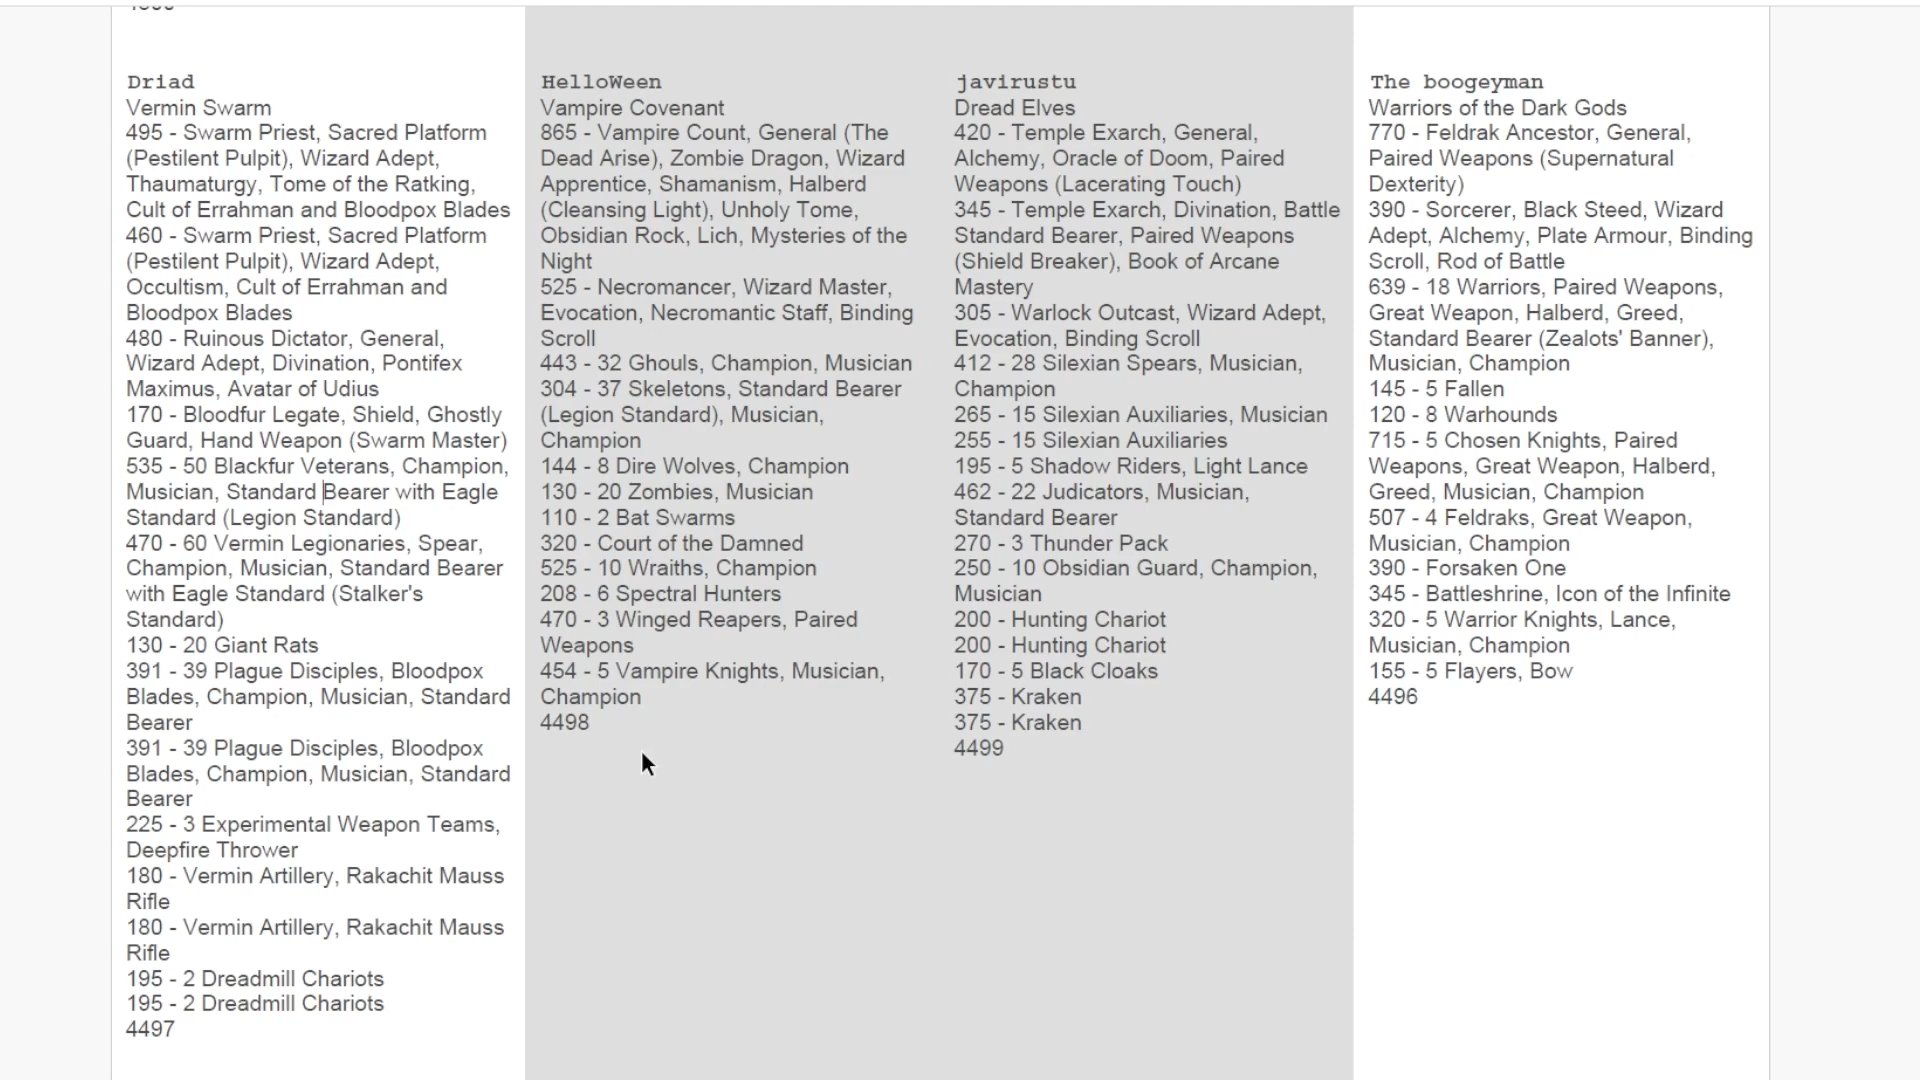 Driad
Vermin Swarm
495 - Swarm Priest, Sacred Platform
(Pestilent Pulpit), Wizard Adept,
Thaumaturgy, Tome of the Ratking,
Cult of Errahman and Bloodpox Blades
460 - Swarm Priest, Sacred Platform
(Pestilent Pulpit), Wizard Adept,
Occultism, Cult of Errahman and
Bloodpox Blades
480 - Ruinous Dictator, General,
Wizard Adept, Divination, Pontifex
Maximus, Avatar of Udius
170 - Bloodfur Legate, Shield, Ghostly
Guard, Hand Weapon (Swarm Master)
535 - 50 Blackfur Veterans, Champion,
Musician, Standard Bearer with Eagle
Standard (Legion Standard)
470 - 60 Vermin Legionaries, Spear,
Champion, Musician, Standard Bearer
with Eagle Standard (Stalker's
Standard)
130 - 20 Giant Rats
391 - 39 Plague Disciples, Bloodpox
Blades, Champion, Musician, Standard
Bearer
391 - 39 Plague Disciples, Bloodpox
Blades, Champion, Musician, Standard
Bearer
225 - 3 Experimental Weapon Teams,
Deepfire Thrower
180 - Vermin Artillery, Rakachit Mauss
Rifle
180 - Vermin Artillery, Rakachit Mauss
Rifle
195 - 2 Dreadmill Chariots
195 - 2 Dreadmill Chariots
4497
HelloWeen
Vampire Covenant
865 - Vampire Count, General (The
Dead Arise), Zombie Dragon, Wizard
Apprentice, Shamanism, Halberd
(Cleansing Light), Unholy Tome,
Obsidian Rock, Lich, Mysteries of the
Night
525 - Necromancer, Wizard Master,
Evocation, Necromantic Staff, Binding
Scroll
443 - 32 Ghouls, Champion, Musician
304 - 37 Skeletons, Standard Bearer
(Legion Standard), Musician,
Champion
144 - 8 Dire Wolves, Champion
130 - 20 Zombies, Musician
110 - 2 Bat Swarms
320 - Court of the Damned
525 - 10 Wraiths, Champion
208 - 6 Spectral Hunters
470 - 3 Winged Reapers, Paired
Weapons
454 - 5 Vampire Knights, Musician,
Champion
4498
javirustu
Dread Elves
420 - Temple Exarch, General,
Alchemy, Oracle of Doom, Paired
Weapons (Lacerating Touch)
345 - Temple Exarch, Divination, Battle
Standard Bearer, Paired Weapons
(Shield Breaker), Book of Arcane
Mastery
305 - Warlock Outcast, Wizard Adept,
Evocation, Binding Scroll
412 - 28 Silexian Spears, Musician,
Champion
265 - 15 Silexian Auxiliaries, Musician
255 - 15 Silexian Auxiliaries
195 - 5 Shadow Riders, Light Lance
462 - 22 Judicators, Musician,
Standard Bearer
270 - 3 Thunder Pack
250 - 10 Obsidian Guard, Champion,
Musician
200 - Hunting Chariot
200 - Hunting Chariot
170 - 5 Black Cloaks
375 - Kraken
375 - Kraken
4499
The boogeyman
Warriors of the Dark Gods
770 - Feldrak Ancestor, General,
Paired Weapons (Supernatural
Dexterity)
390 - Sorcerer, Black Steed, Wizard
Adept, Alchemy, Plate Armour, Binding
Scroll, Rod of Battle
639 - 18 Warriors, Paired Weapons,
Great Weapon, Halberd, Greed,
Standard Bearer (Zealots' Banner),
Musician, Champion
145 - 5 Fallen
120 - 8 Warhounds
715 - 5 Chosen Knights, Paired
Weapons, Great Weapon, Halberd,
Greed, Musician, Champion
507 - 4 Feldraks, Great Weapon,
Musician, Champion
390 - Forsaken One
345 - Battleshrine, Icon of the Infinite
320 - 5 Warrior Knights, Lance,
Musician, Champion
155 - 5 Flayers, Bow
4496